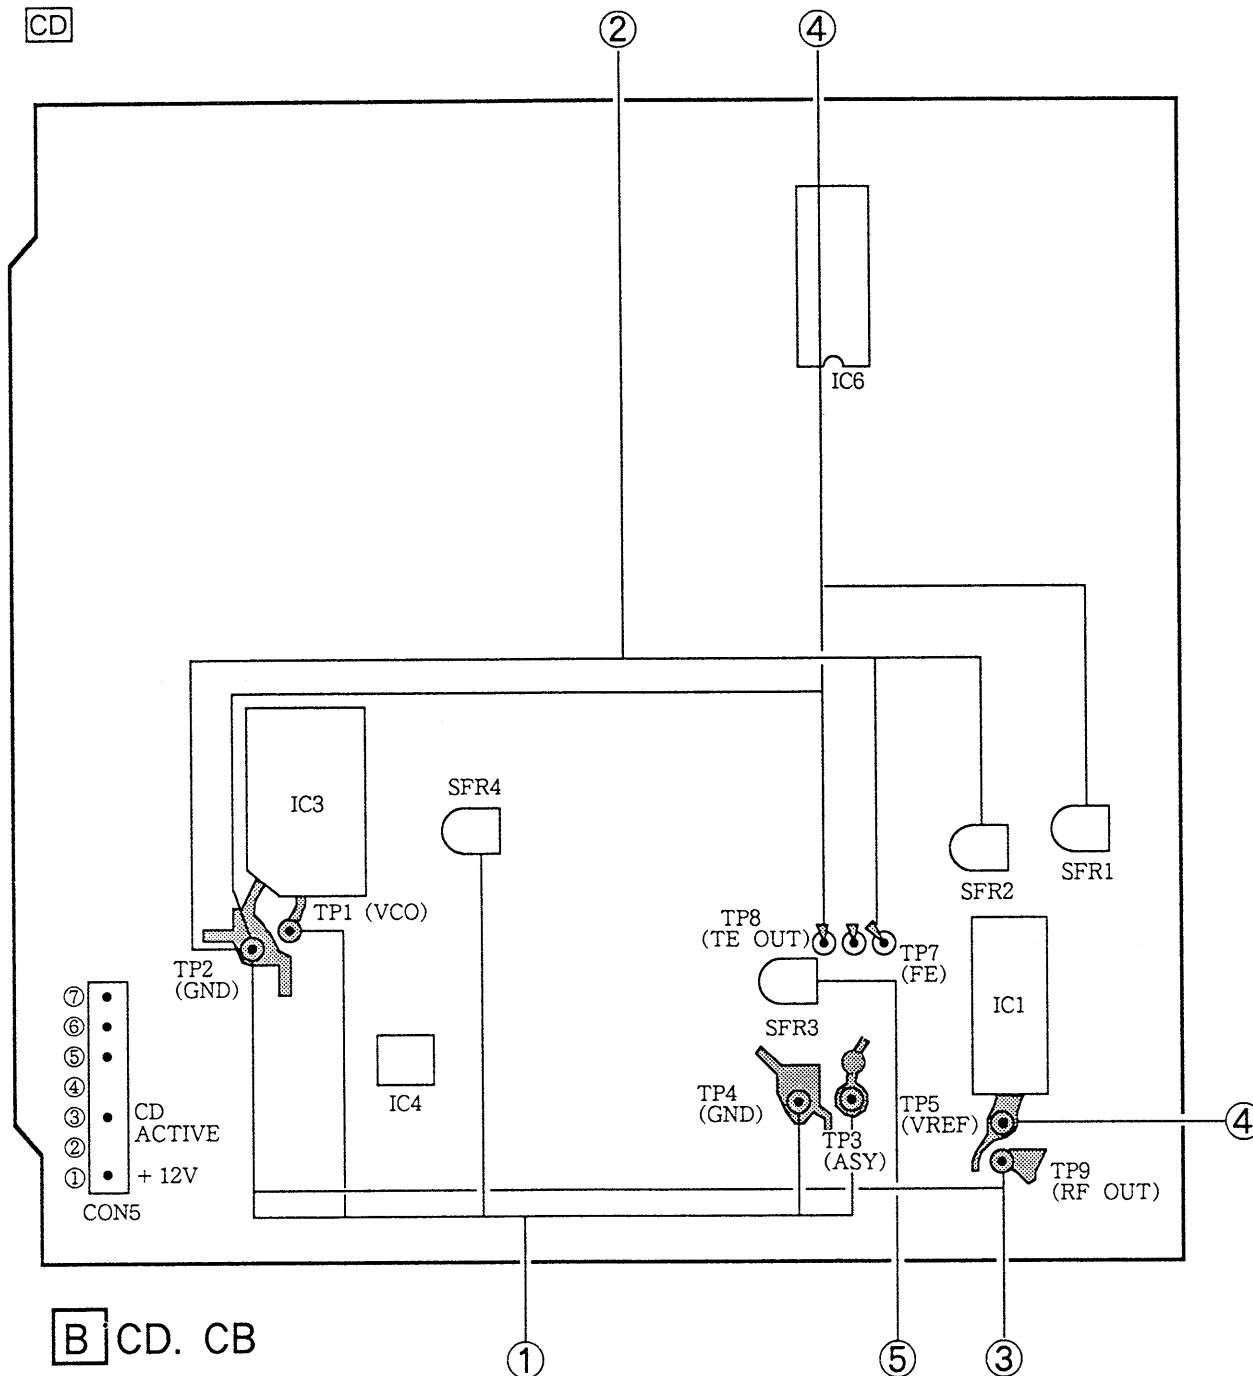 CD
② ④
IC6
SFR4
IC3
SFR2
SFR1
TP1 (VCO)
TP8
(TE OUT)
TP7
(FE)
TP2
(GND)
SFR3
IC1
⑦
⑥
⑤
④
③ CD
ACTIVE
②
① + 12V
CON5
IC4
TP4
(GND)
TP3
(ASY)
TP5
(VREF)
④
TP9
(RF OUT)
B CD. CB
① ⑤ ③